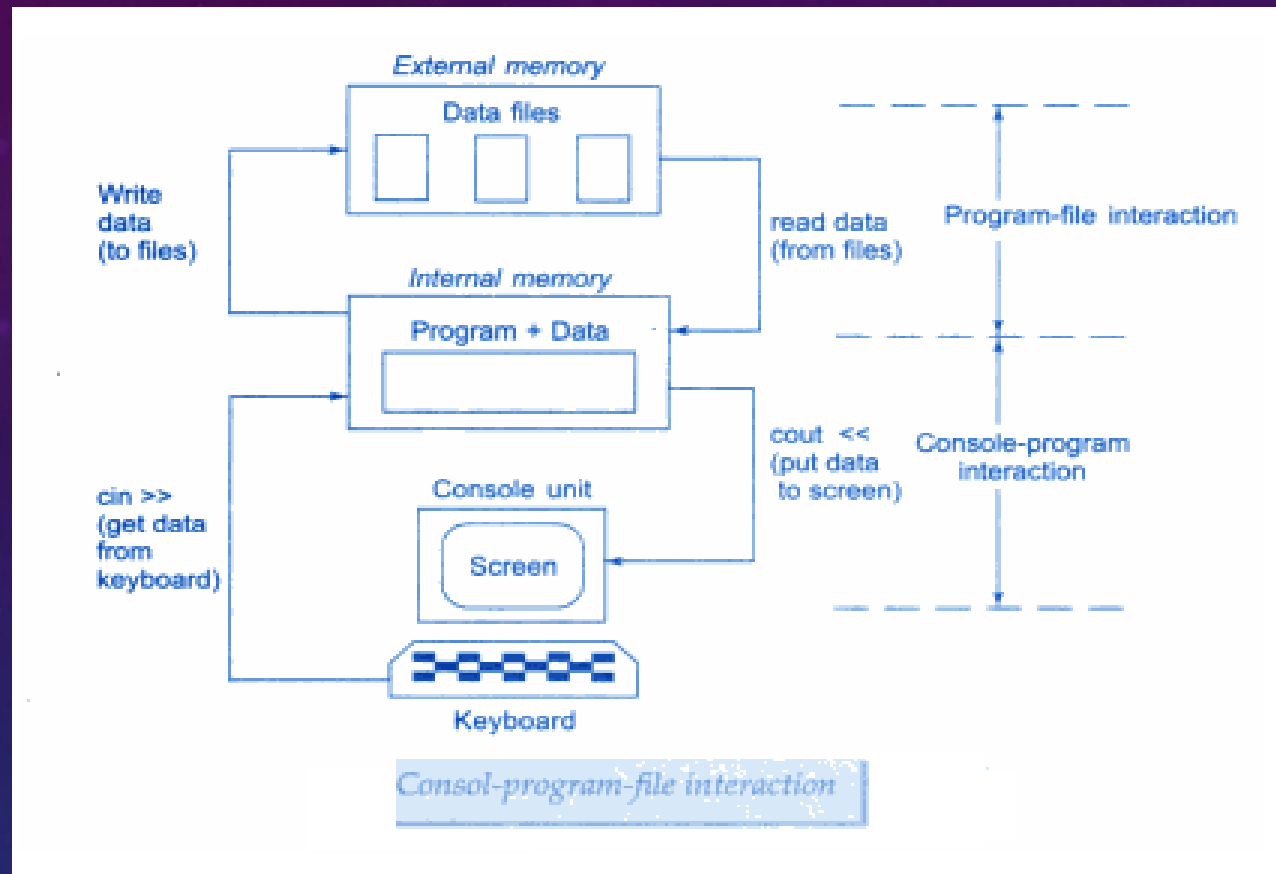 External memory
Data files
Write
data
(to files)
read data
(from files)
Program-file interaction
Internal memory
Program + Data
cout <<
(put data
to screen)
Console-program
interaction
cin >>
(get data
from
keyboard)
Console unit
Screen
Keyboard
Consol-program-file interaction